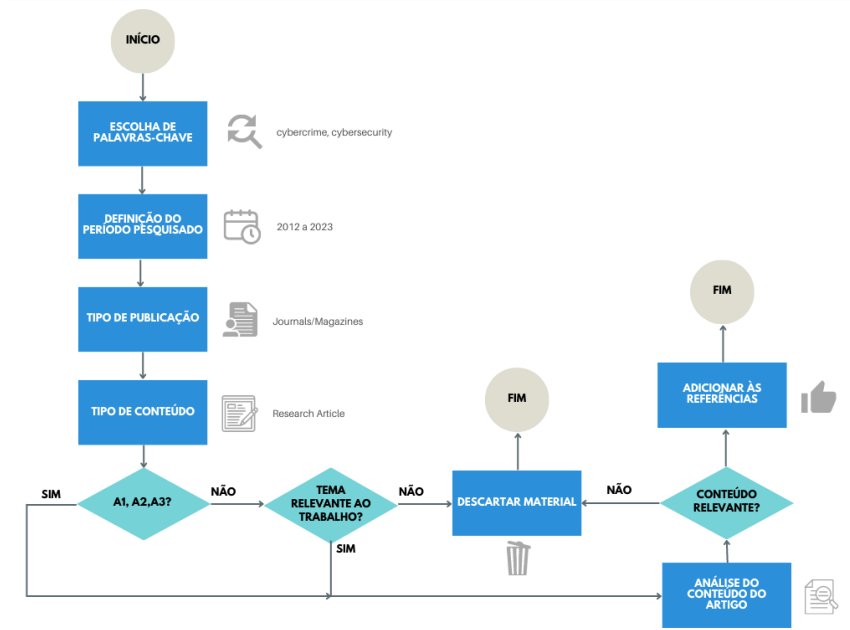 INÍCIO
ESCOLHA DE
PALAVRAS-CHAVE
cybercrime, cybersecurity
DEFINIÇÃO DO
PERÍODO PESQUISADO
2012 a 2023
TIPO DE PUBLICAÇÃO
Journals/Magazines
TIPO DE CONTEÚDO
Research Article
SIM
A1, A2,A3?
NÃO
TEMA
RELEVANTE AO
TRABALHO?
NÃO
SIM
DESCARTAR MATERIAL
FIM
NÃO
CONTEÚDO
RELEVANTE?
ANÁLISE DO
CONTEÚDO DO
ARTIGO
ADICIONAR ÀS
REFERÊNCIAS
FIM